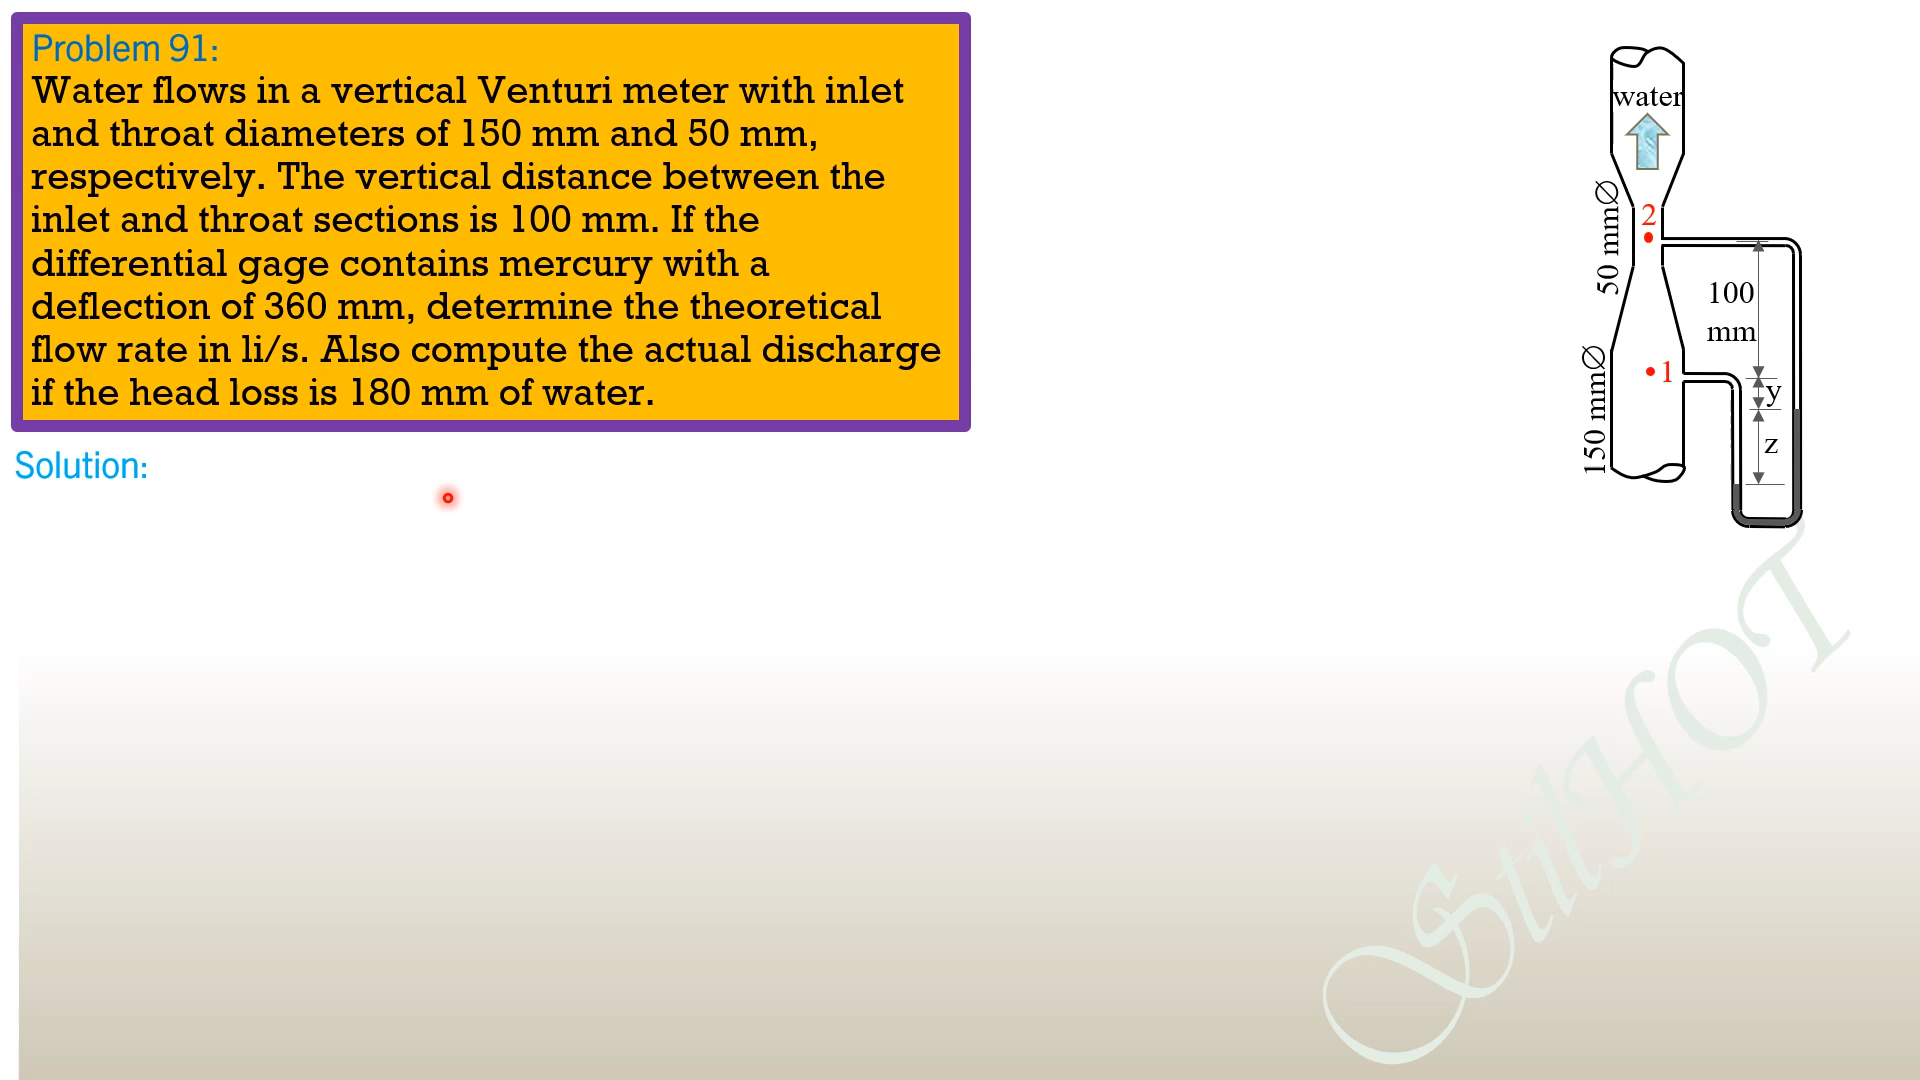 Problem 91:
Water flows in a vertical Venturi meter with inlet
and throat diameters of 150 mm and 50 mm,
respectively. The vertical distance between the
inlet and throat sections is 100 mm. If the
differential gage contains mercury with a
deflection of 360 mm, determine the theoretical
flow rate in li/s. Also compute the actual discharge
if the head loss is 180 mm of water.
Solution:
water
50 mm∅
2
100
mm
150 mm∅
1
y
z
StilHOT